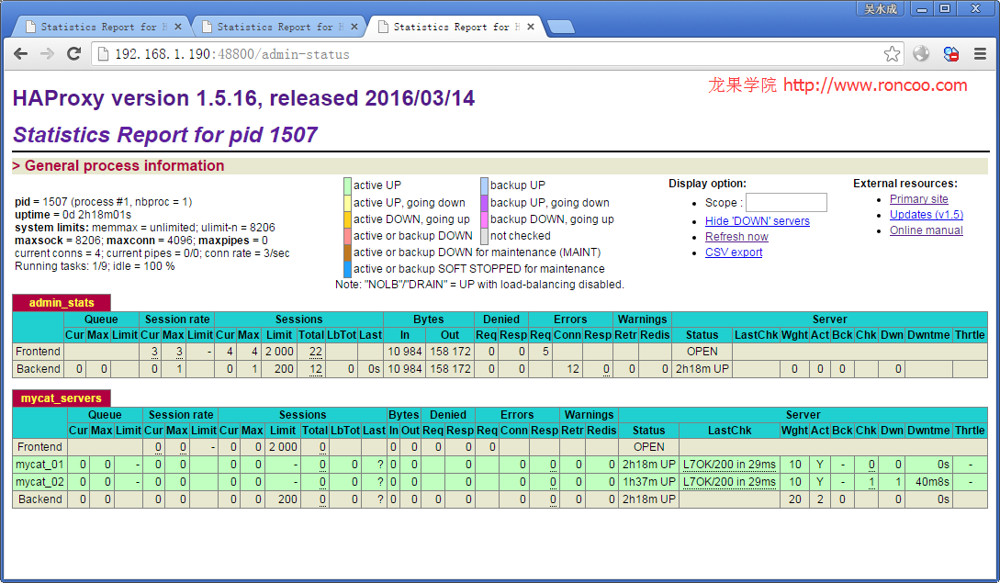 吴水成
Statistics Report for H
Statistics Report for H
Statistics Report for H
192.168.1.190:48800/admin-status
龙果学院 http://www.roncoo.com
HAProxy version 1.5.16, released 2016/03/14
Statistics Report for pid 1507
> General process information
pid = 1507 (process #1, nbproc = 1)
uptime = 0d 2h18m01s
system limits: memmax = unlimited; ulimit-n = 8206
maxsock = 8206; maxconn = 4096; maxpipes = 0
current conns = 4; current pipes = 0/0; conn rate = 3/sec
Running tasks: 1/9; idle = 100 %
active UP
backup UP
active UP, going down
backup UP, going down
active DOWN, going up
backup DOWN, going up
active or backup DOWN
not checked
active or backup DOWN for maintenance (MAINT)
active or backup SOFT STOPPED for maintenance
Note: "NOLB"/"DRAIN" = UP with load-balancing disabled.
Display option:
Scope :
Hide 'DOWN' servers
Refresh now
CSV export
External resources:
Primary site
Updates (v1.5)
Online manual
admin_stats
Queue Session rate Sessions Bytes Denied Errors Warnings Server
Cur Max Limit Cur Max Limit Cur Max Limit Total LbTot Last In Out Req Resp Req Conn Resp Retr Redis Status LastChk Wght Act Bck Chk Dwn Dwntme Thrtle
Frontend 3 3 - 4 4 2 000 22 10 984 158 172 0 0 5 OPEN
Backend 0 0 0 1 0 1 200 12 0 0s 10 984 158 172 0 0 12 0 0 0 2h18m UP 0 0 0 0
mycat_servers
Queue Session rate Sessions Bytes Denied Errors Warnings Server
Cur Max Limit Cur Max Limit Cur Max Limit Total LbTot Last In Out Req Resp Req Conn Resp Retr Redis Status LastChk Wght Act Bck Chk Dwn Dwntme Thrtle
Frontend 0 0 - 0 0 2 000 0 0 0 0 0 0 OPEN
mycat_01 0 0 - 0 0 0 0 - 0 0 ? 0 0 0 0 0 0 0 2h18m UP L7OK/200 in 29ms 10 Y - 0 0 0s -
mycat_02 0 0 - 0 0 0 0 - 0 0 ? 0 0 0 0 0 0 0 1h37m UP L7OK/200 in 29ms 10 Y - 1 1 40m8s -
Backend 0 0 0 0 0 0 200 0 0 ? 0 0 0 0 0 0 0 0 2h18m UP 20 2 0 0 0s